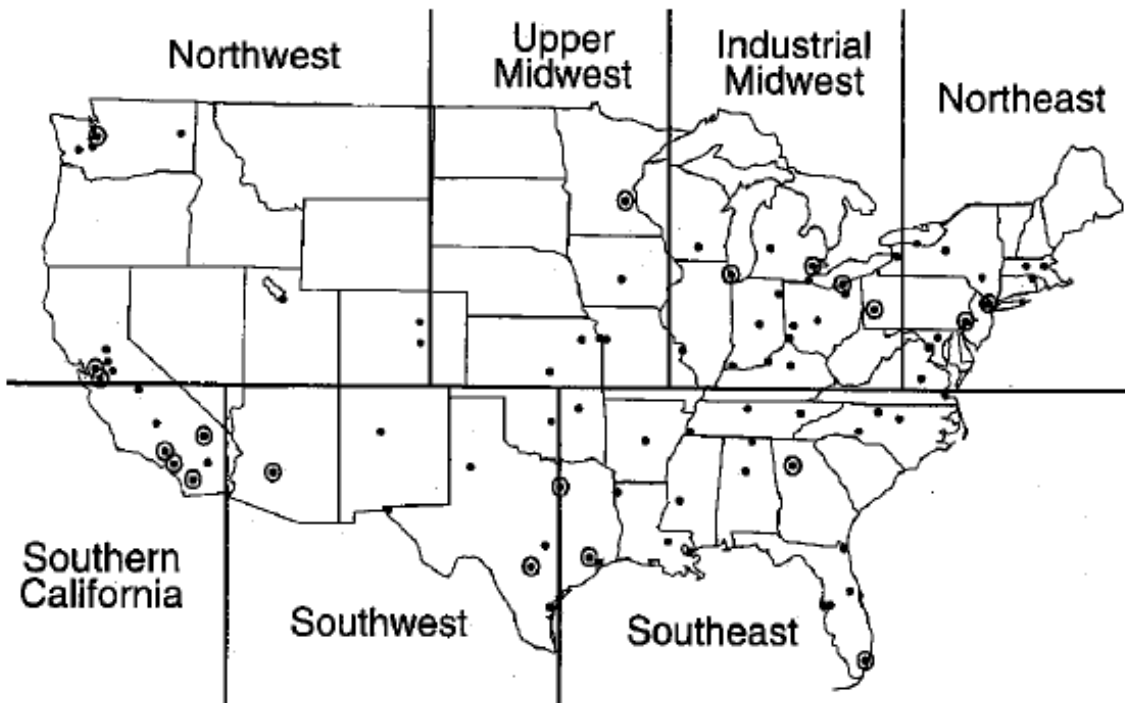 Northwest
Upper
Midwest
Industrial
Midwest
Northeast
Southern
California
Southwest
Southeast